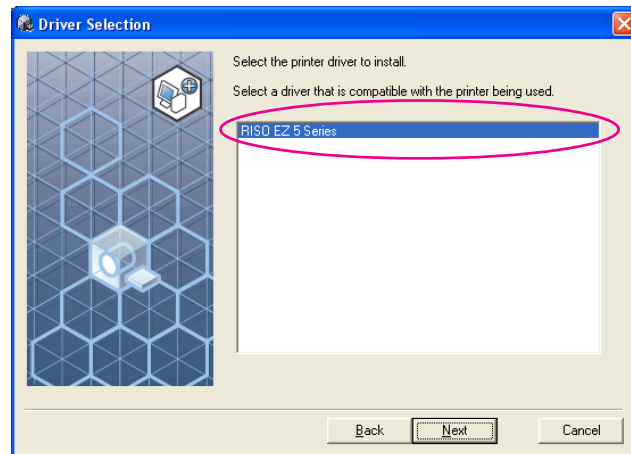 Driver Selection
Select the printer driver to install.
Select a driver that is compatible with the printer being used.
RISO EZ 5 Series
Back Next Cancel